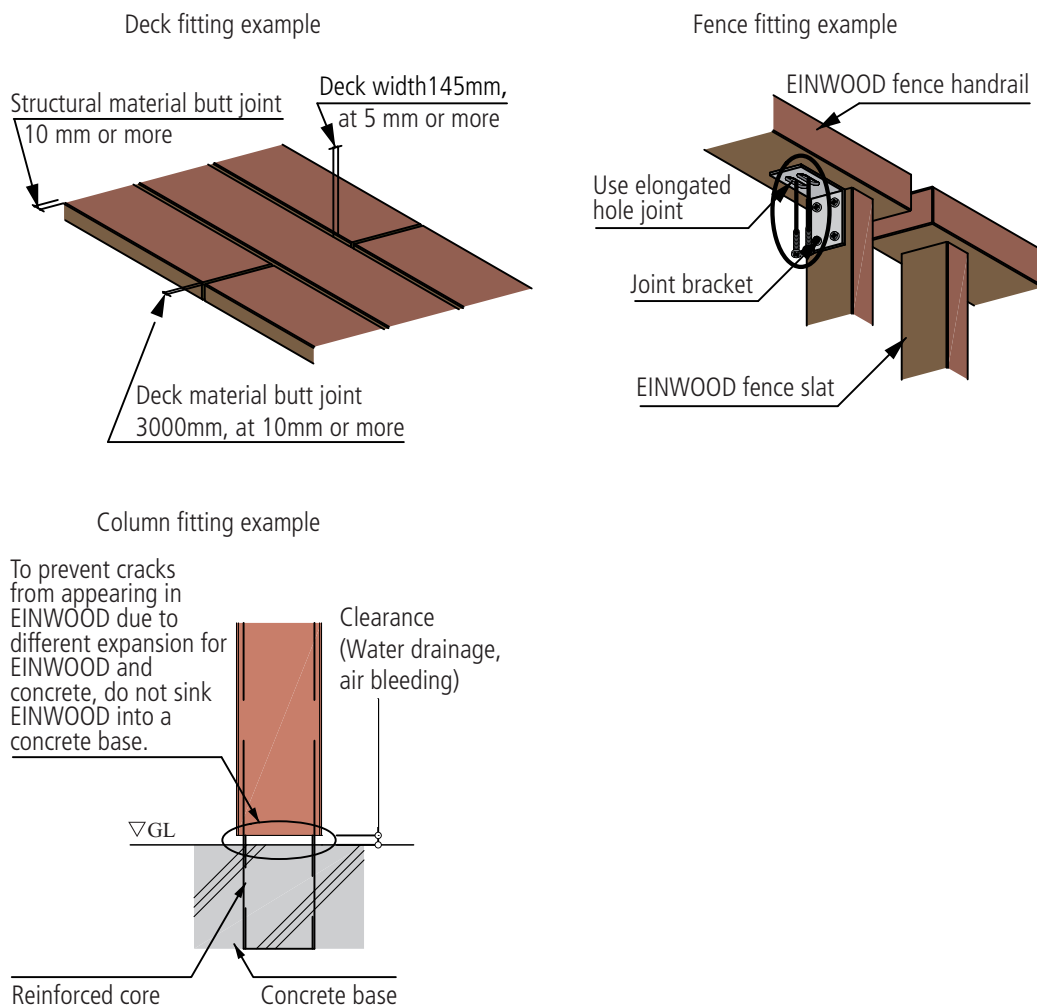 Deck fitting example
Structural material butt joint
10 mm or more
Deck width145mm,
at 5 mm or more
Deck material butt joint
3000mm, at 10mm or more
Fence fitting example
EINWOOD fence handrail
Use elongated
hole joint
Joint bracket
EINWOOD fence slat
Column fitting example
To prevent cracks
from appearing in
EINWOOD due to
different expansion for
EINWOOD and
concrete, do not sink
EINWOOD into a
concrete base.
Clearance
(Water drainage,
air bleeding)
▽GL
Reinforced core
Concrete base